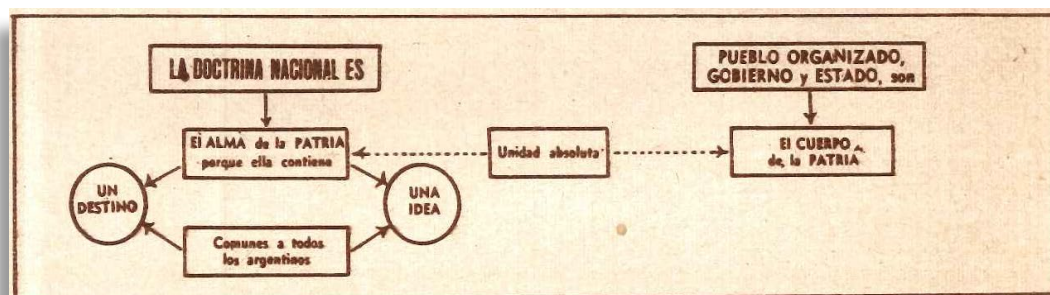 LA DOCTRINA NACIONAL ES
El ALMA de la PATRIA
porque ella contiene
UN
DESTINO
UNA
IDEA
Comunes a todos
los argentinos
Unidad absoluta
PUEBLO ORGANIZADO,
GOBIERNO y ESTADO, son
El CUERPO
de la PATRIA